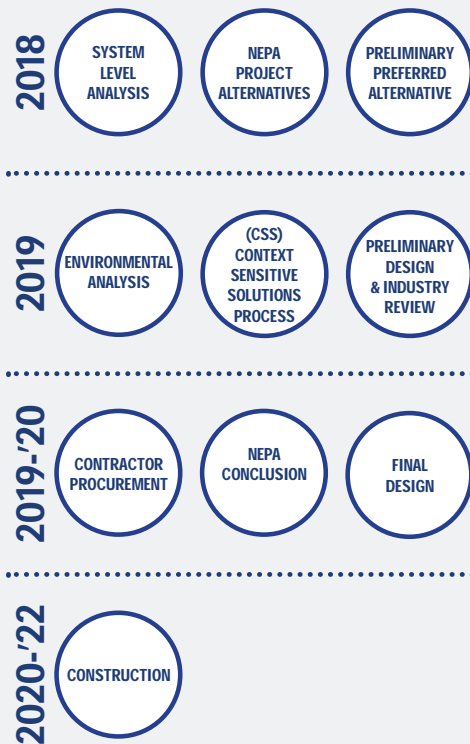 2018
SYSTEM
LEVEL
ANALYSIS
NEPA
PROJECT
ALTERNATIVES
PRELIMINARY
PREFERRED
ALTERNATIVE
2019
ENVIRONMENTAL
ANALYSIS
(CSS)
CONTEXT
SENSITIVE
SOLUTIONS
PROCESS
PRELIMINARY
DESIGN
& INDUSTRY
REVIEW
2019-'20
CONTRACTOR
PROCUREMENT
NEPA
CONCLUSION
FINAL
DESIGN
2020-'22
CONSTRUCTION